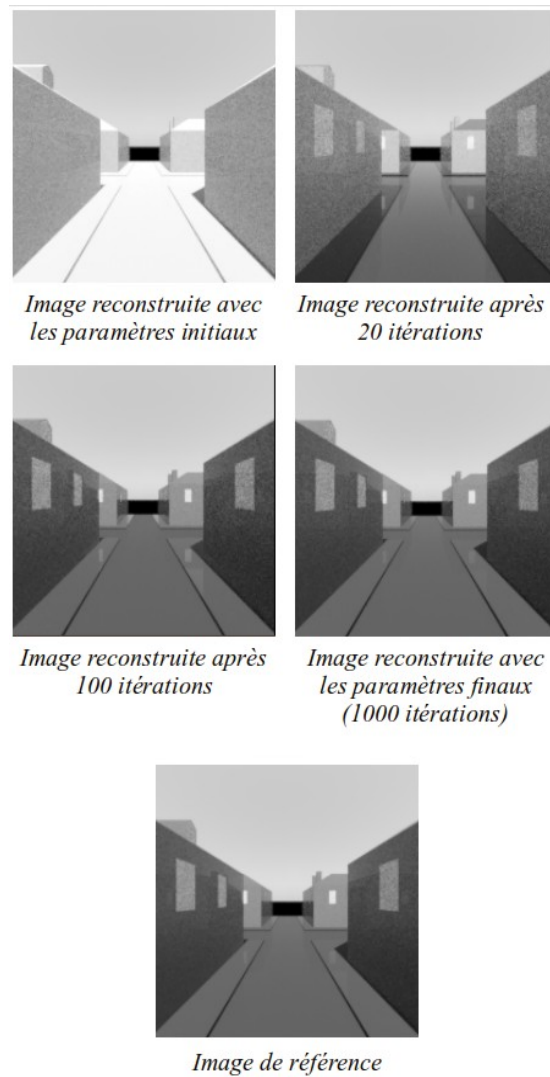 Image reconstruite avec
les paramètres initiaux
Image reconstruite après
20 itérations
Image reconstruite après
100 itérations
Image reconstruite avec
les paramètres finaux
(1000 itérations)
Image de référence